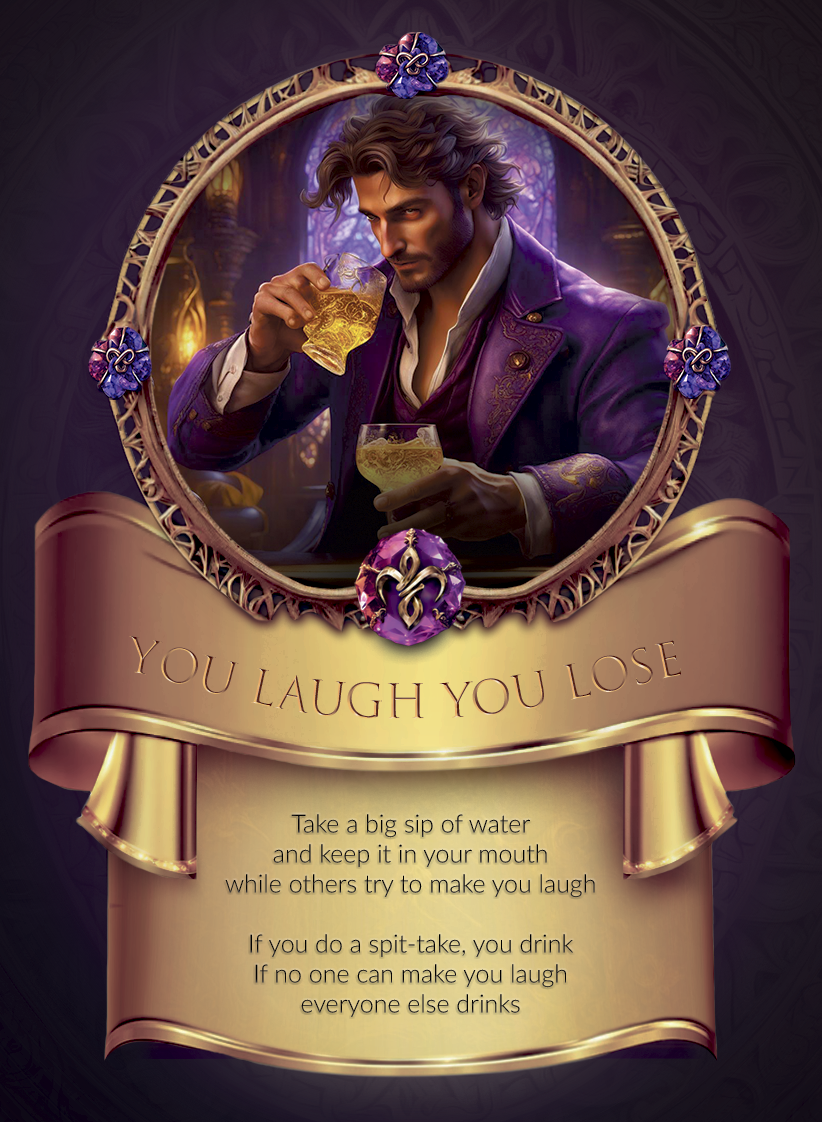 YOU LAUGH YOU LOSE
Take a big sip of water
and keep it in your mouth
while others try to make you laugh
If you do a spit-take, you drink
If no one can make you laugh
everyone else drinks